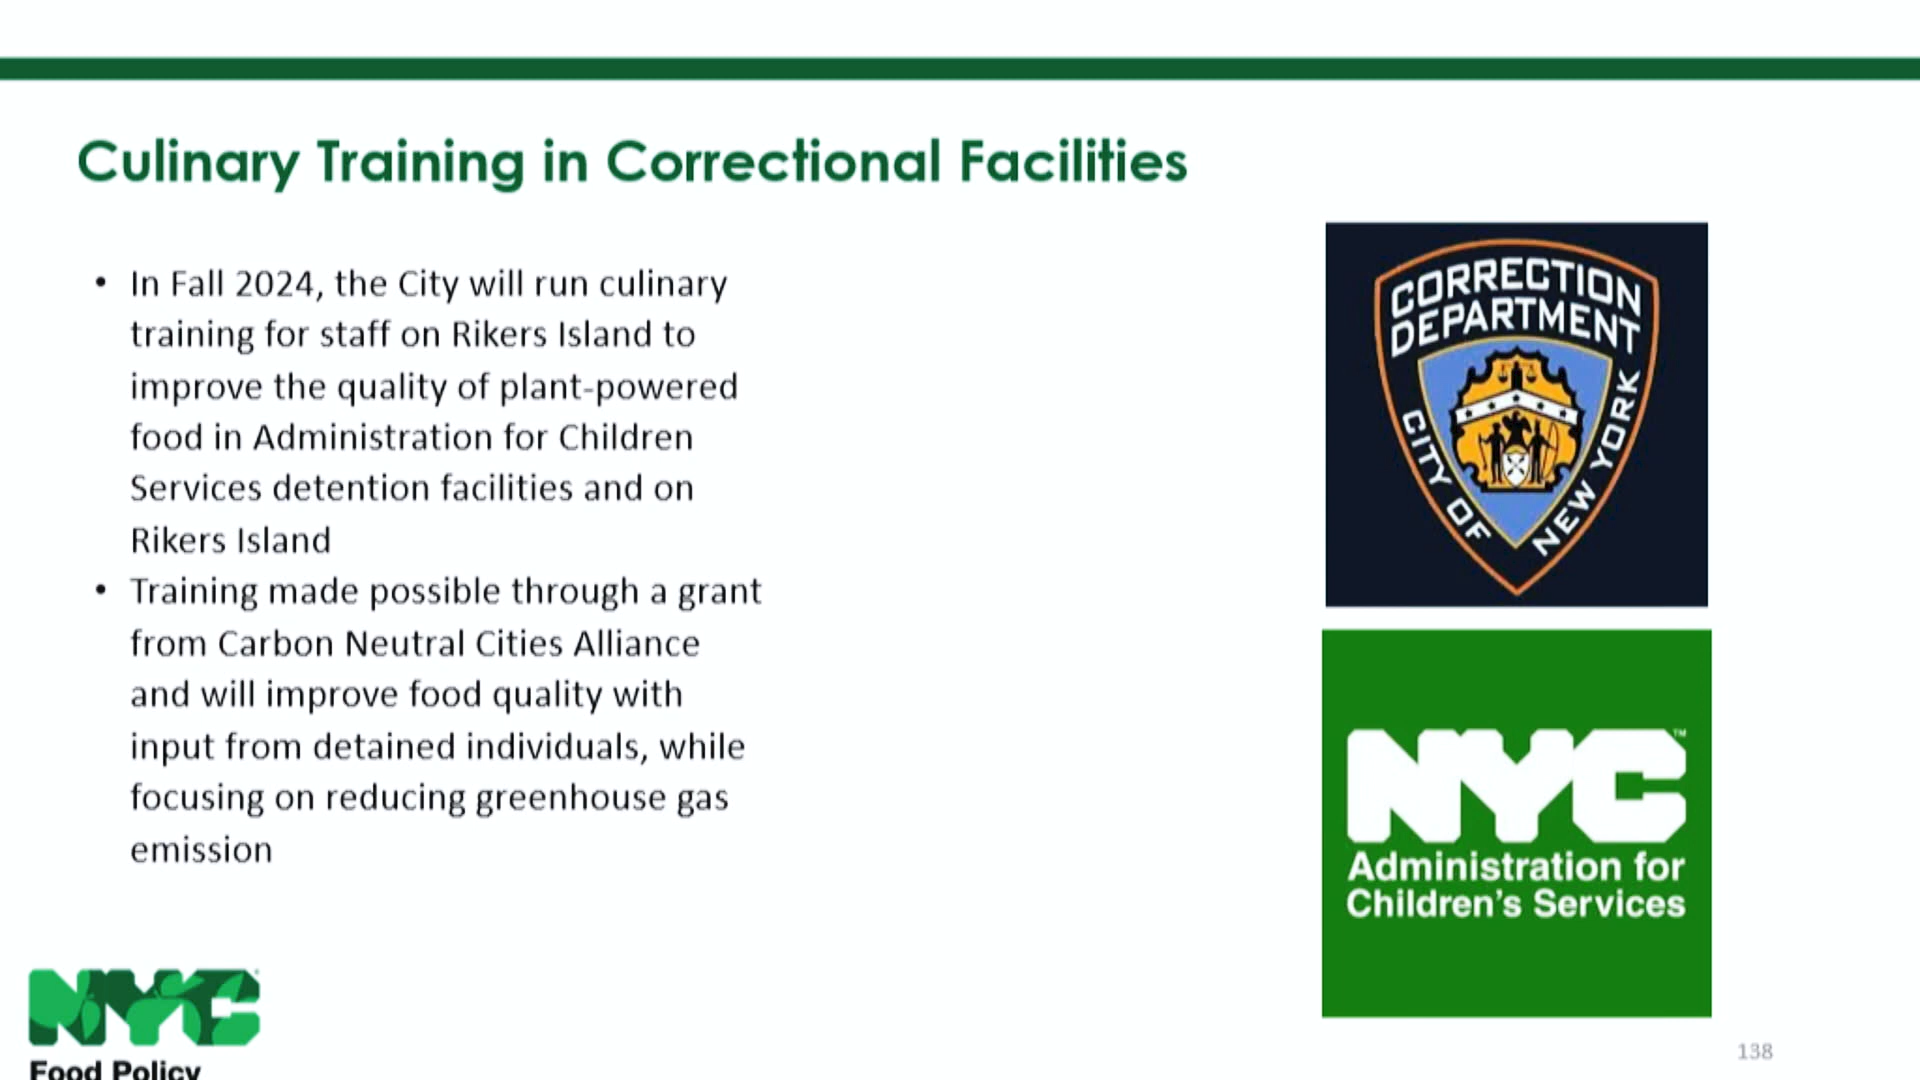 Culinary Training in Correctional Facilities
• In Fall 2024, the City will run culinary
training for staff on Rikers Island to
improve the quality of plant-powered
food in Administration for Children
Services detention facilities and on
Rikers Island
• Training made possible through a grant
from Carbon Neutral Cities Alliance
and will improve food quality with
input from detained individuals, while
focusing on reducing greenhouse gas
emission
CORRECTION
DEPARTMENT
CITY OF NEW YORK
NYC™
Administration for
Children's Services
NYC
Food Policy
138